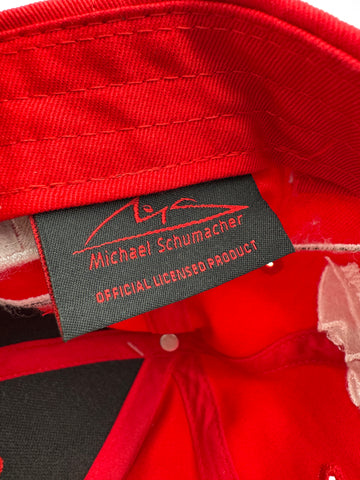 Michael Schumacher
OFFICIAL LICENSED PRODUCT